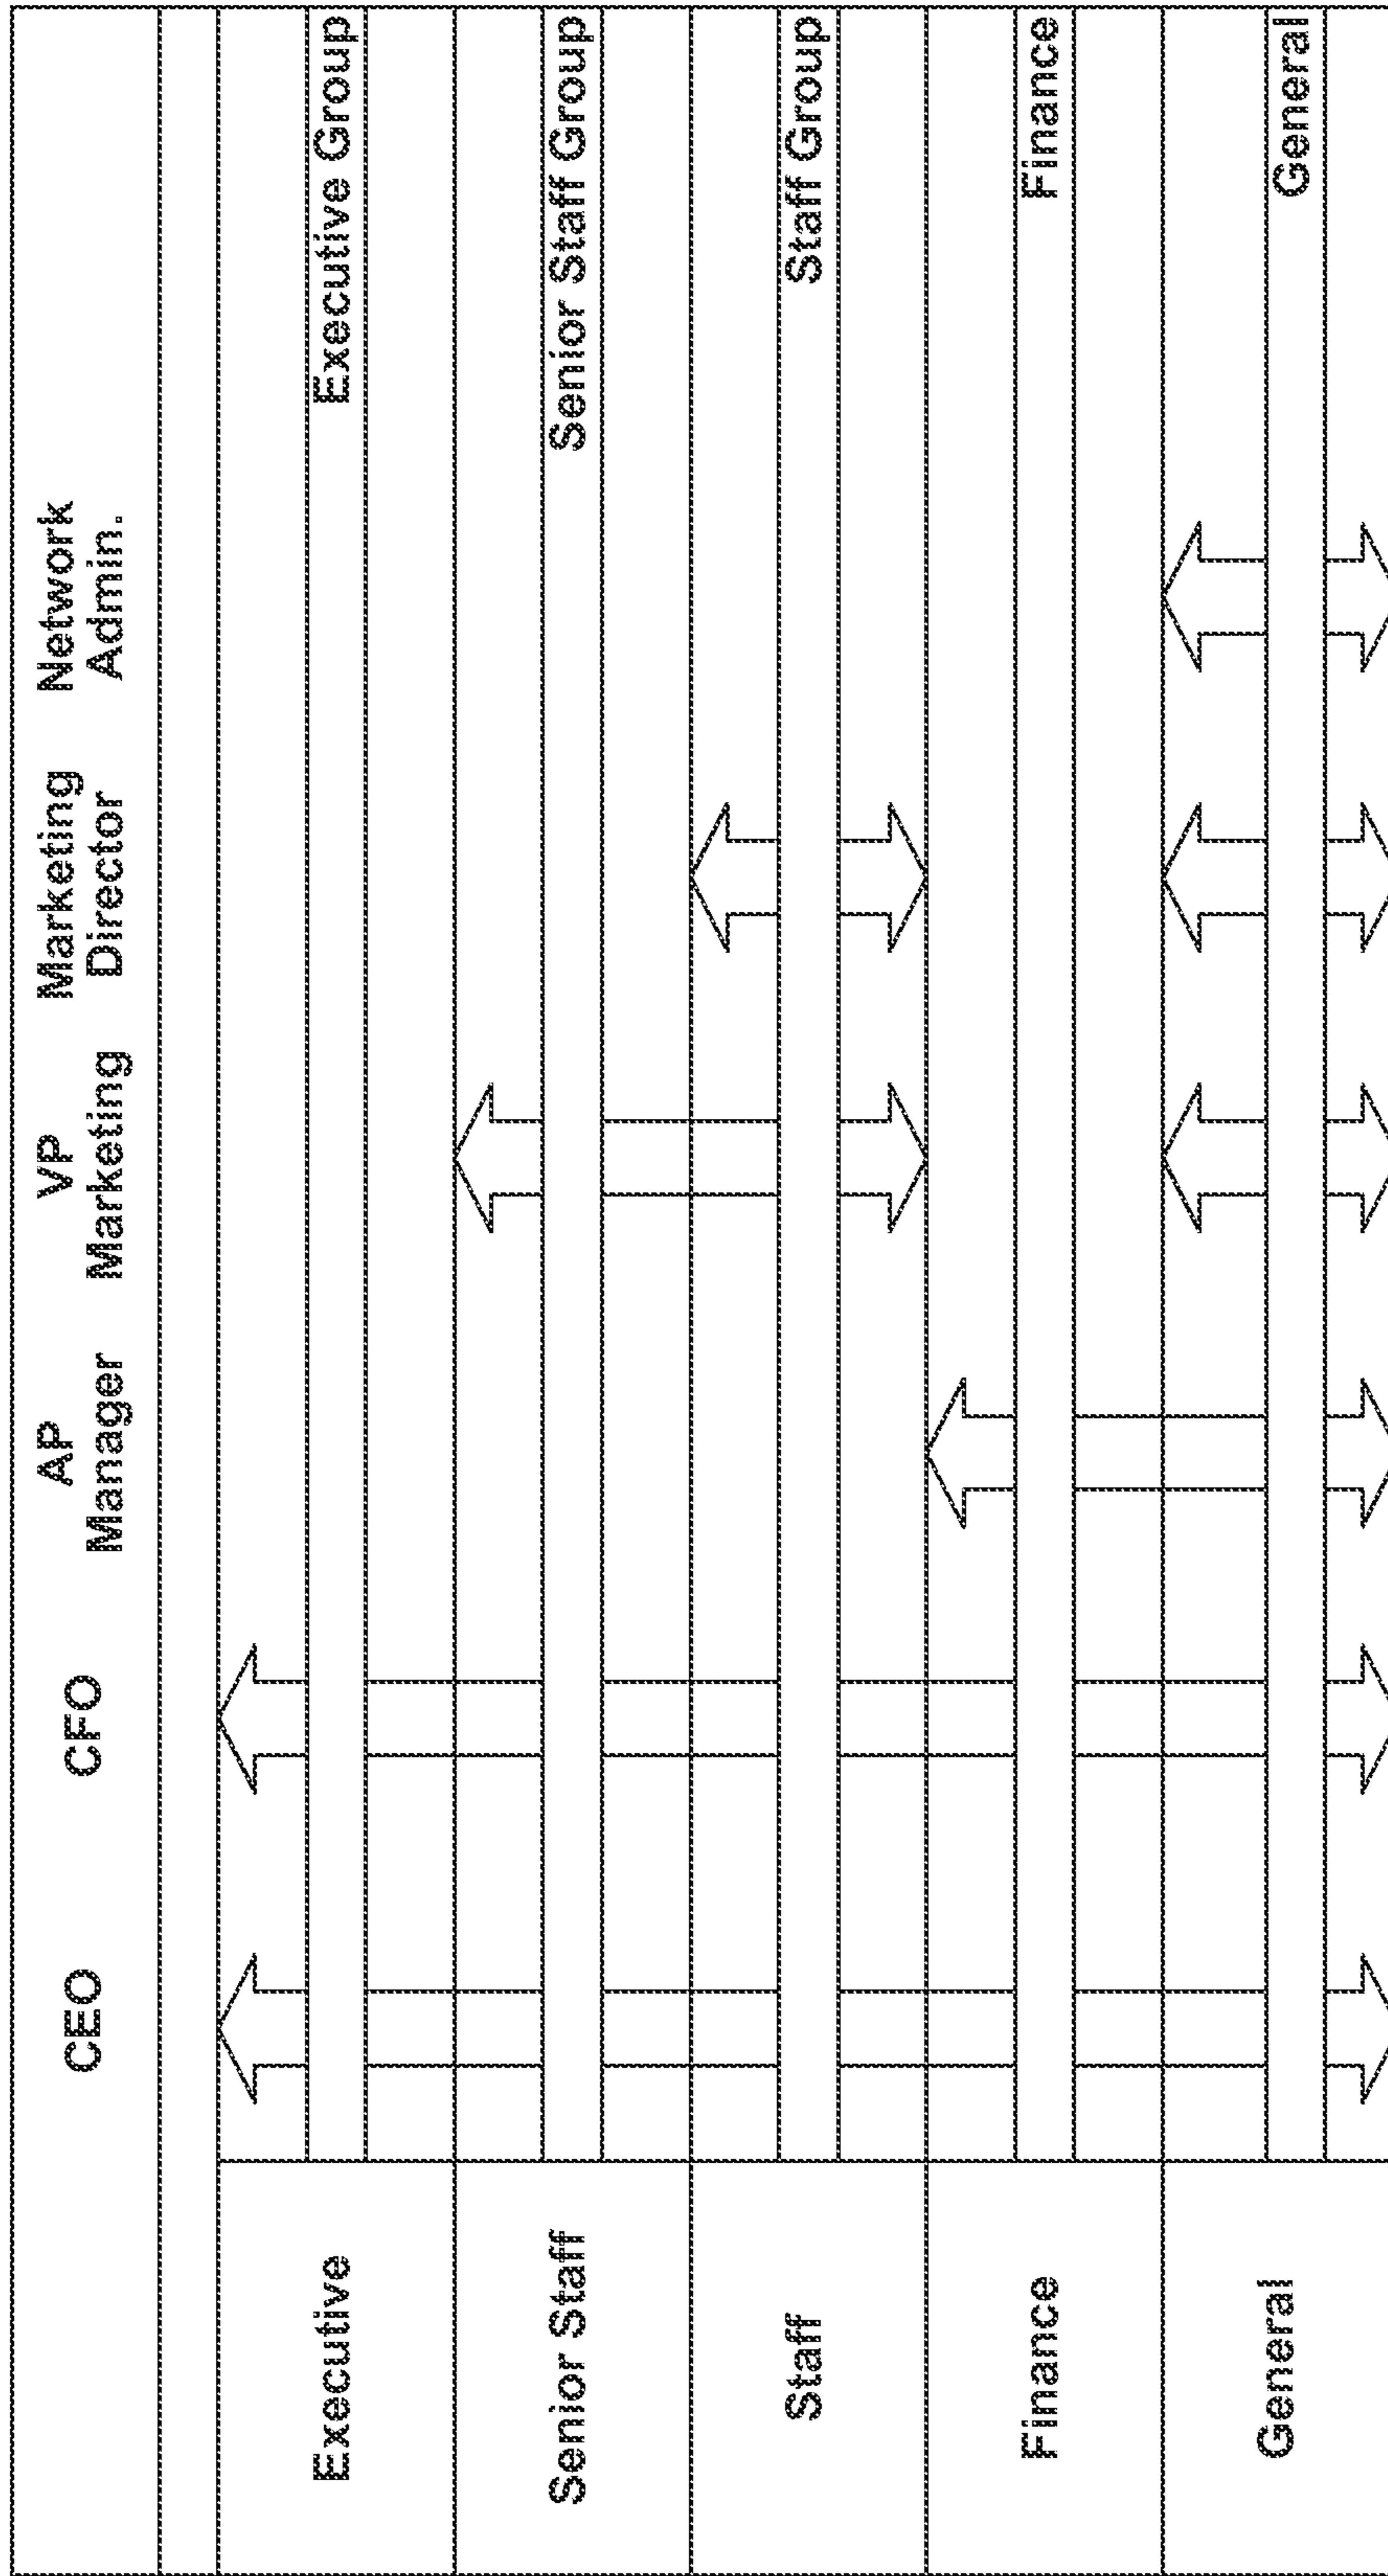 CEO
CFO
AP
Manager
VP
Marketing
Marketing
Director
Network
Admin.
Executive
Executive Group
Senior Staff
Senior Staff Group
Staff
Staff Group
Finance
Finance
General
General